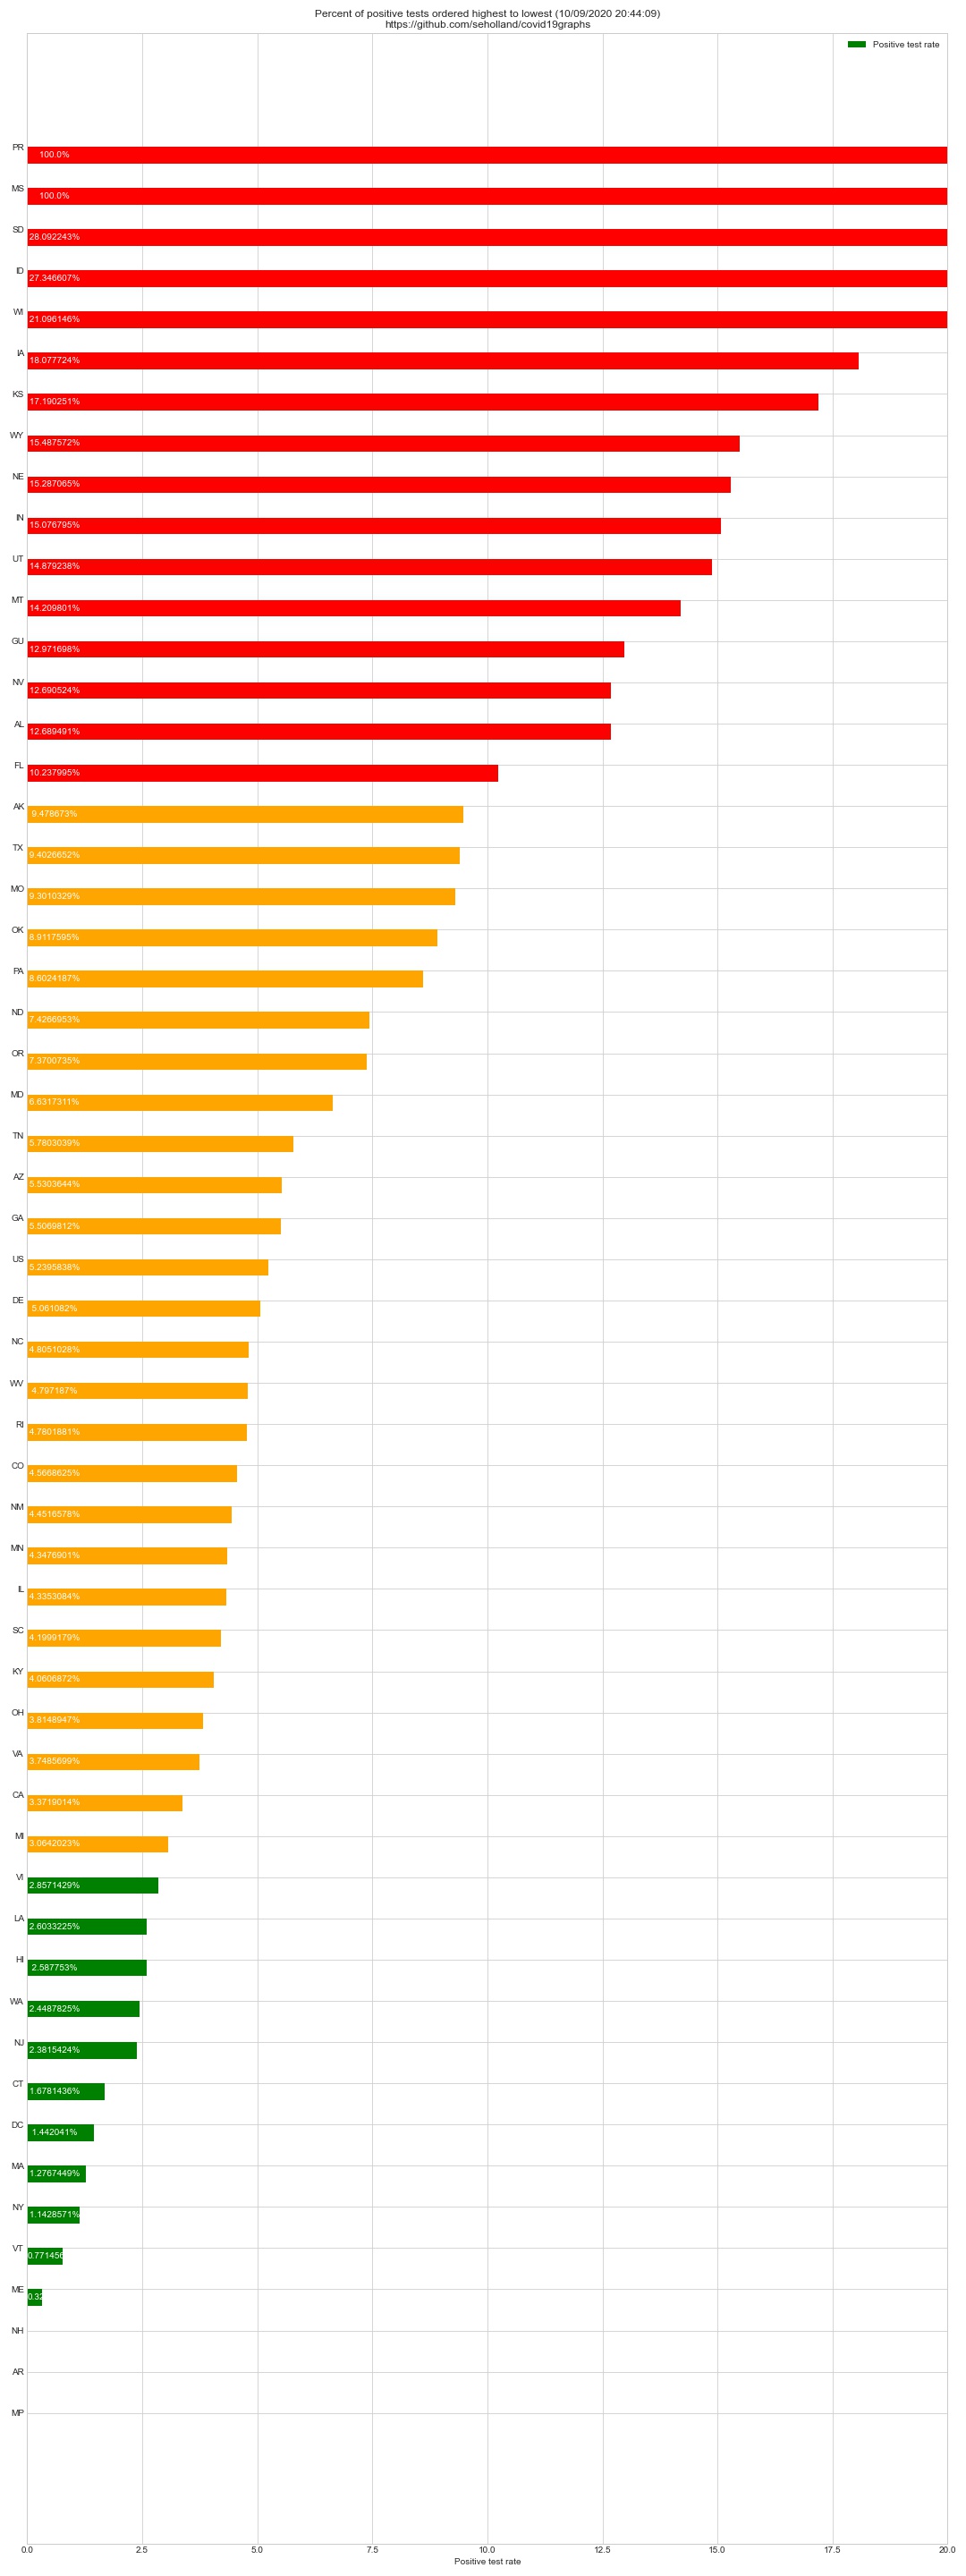 Percent of positive tests ordered highest to lowest (10/09/2020 20:44:09)
https://github.com/seholland/covid19graphs
Positive test rate
PR 100.0%
MS 100.0%
SD 28.092243%
ID 27.346607%
WI 21.096146%
IA 18.077724%
KS 17.190251%
WY 15.487572%
NE 15.287065%
IN 15.076795%
UT 14.879238%
MT 14.209801%
GU 12.971698%
NV 12.690524%
AL 12.689491%
FL 10.237995%
AK 9.478673%
TX 9.4026652%
MO 9.3010329%
OK 8.9117595%
PA 8.6024187%
ND 7.4266953%
OR 7.3700735%
MD 6.6317311%
TN 5.7803039%
AZ 5.5303644%
GA 5.5069812%
US 5.2395838%
DE 5.061082%
NC 4.8051028%
WV 4.797187%
RI 4.7801881%
CO 4.5668625%
NM 4.4516578%
MN 4.3476901%
IL 4.3353084%
SC 4.1999179%
KY 4.0606872%
OH 3.8148947%
VA 3.7485699%
CA 3.3719014%
MI 3.0642023%
VI 2.8571429%
LA 2.6033225%
HI 2.587753%
WA 2.4487825%
NJ 2.3815424%
CT 1.6781436%
DC 1.442041%
MA 1.2767449%
NY 1.1428571%
VT 0.771456
ME 0.32
NH
AR
MP
0.0 2.5 5.0 7.5 10.0 12.5 15.0 17.5 20.0
Positive test rate